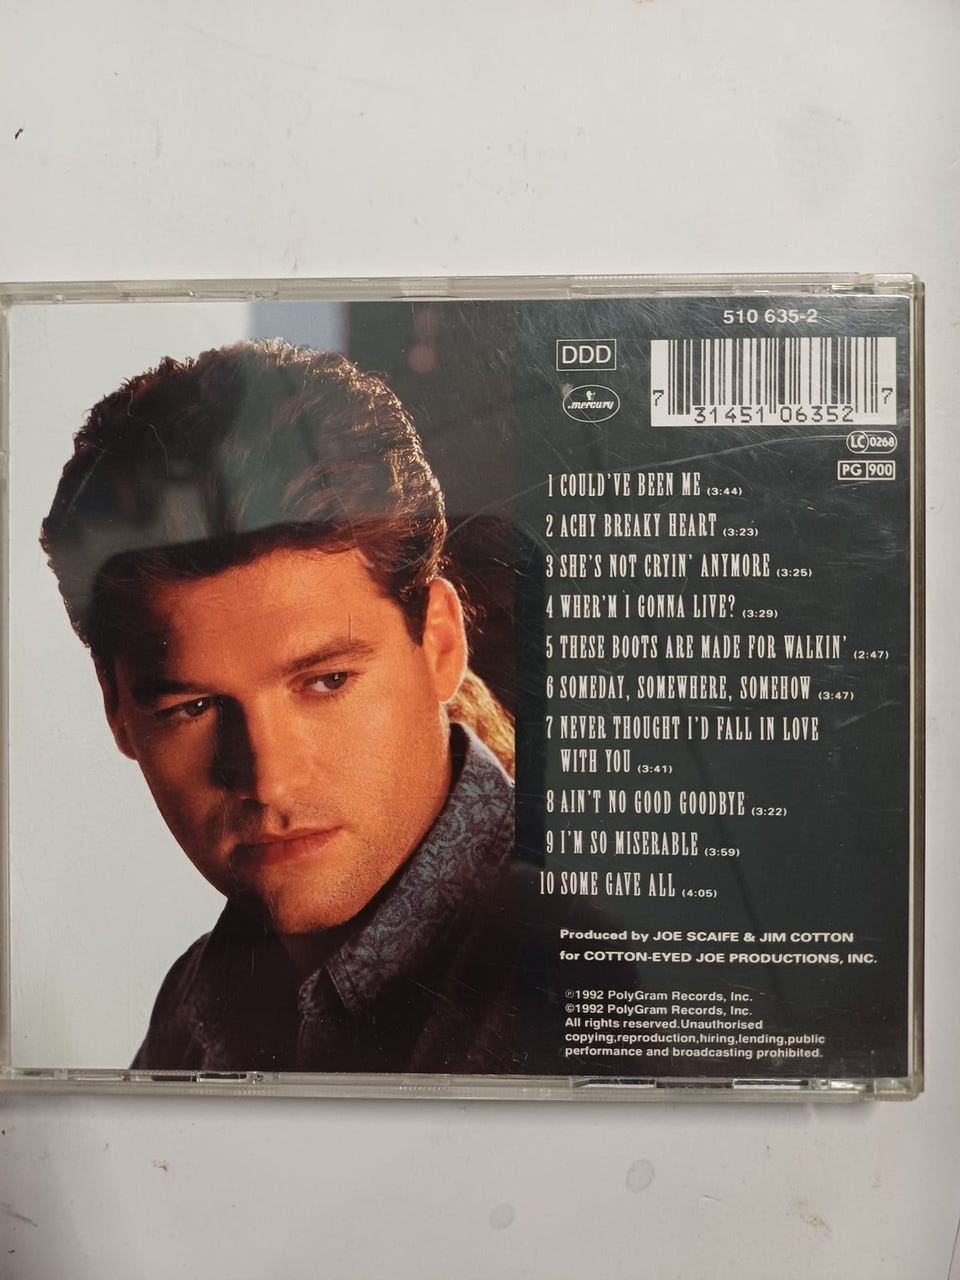 510 635-2
DDD
mercury
7 31451 06352 7
LC 0268
PG 900
1 COULD'VE BEEN ME (3:44)
2 ACHY BREAKY HEART (3:23)
3 SHE'S NOT CRYIN' ANYMORE (3:25)
4 WHER'M I GONNA LIVE? (3:29)
5 THESE BOOTS ARE MADE FOR WALKIN' (2:47)
6 SOMEDAY, SOMEWHERE, SOMEHOW (3:47)
7 NEVER THOUGHT I'D FALL IN LOVE
WITH YOU (3:41)
8 AIN'T NO GOOD GOODBYE (3:22)
9 I'M SO MISERABLE (3:59)
10 SOME GAVE ALL (4:05)
Produced by JOE SCAIFE & JIM COTTON
for COTTON-EYED JOE PRODUCTIONS, INC.
℗1992 PolyGram Records, Inc.
©1992 PolyGram Records, Inc.
All rights reserved.Unauthorised
copying,reproduction,hiring,lending,public
performance and broadcasting prohibited.